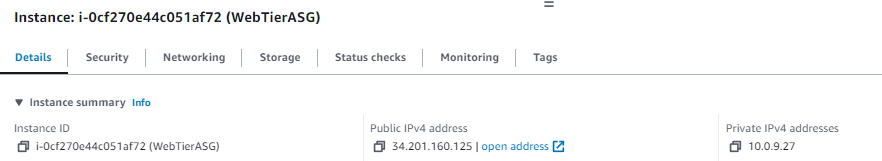 Instance: i-0cf270e44c051af72 (WebTierASG)
Details Security Networking Storage Status checks Monitoring Tags
Instance summary Info
Instance ID Public IPv4 address Private IPv4 addresses
i-0cf270e44c051af72 (WebTierASG) 34.201.160.125 | open address 10.0.9.27